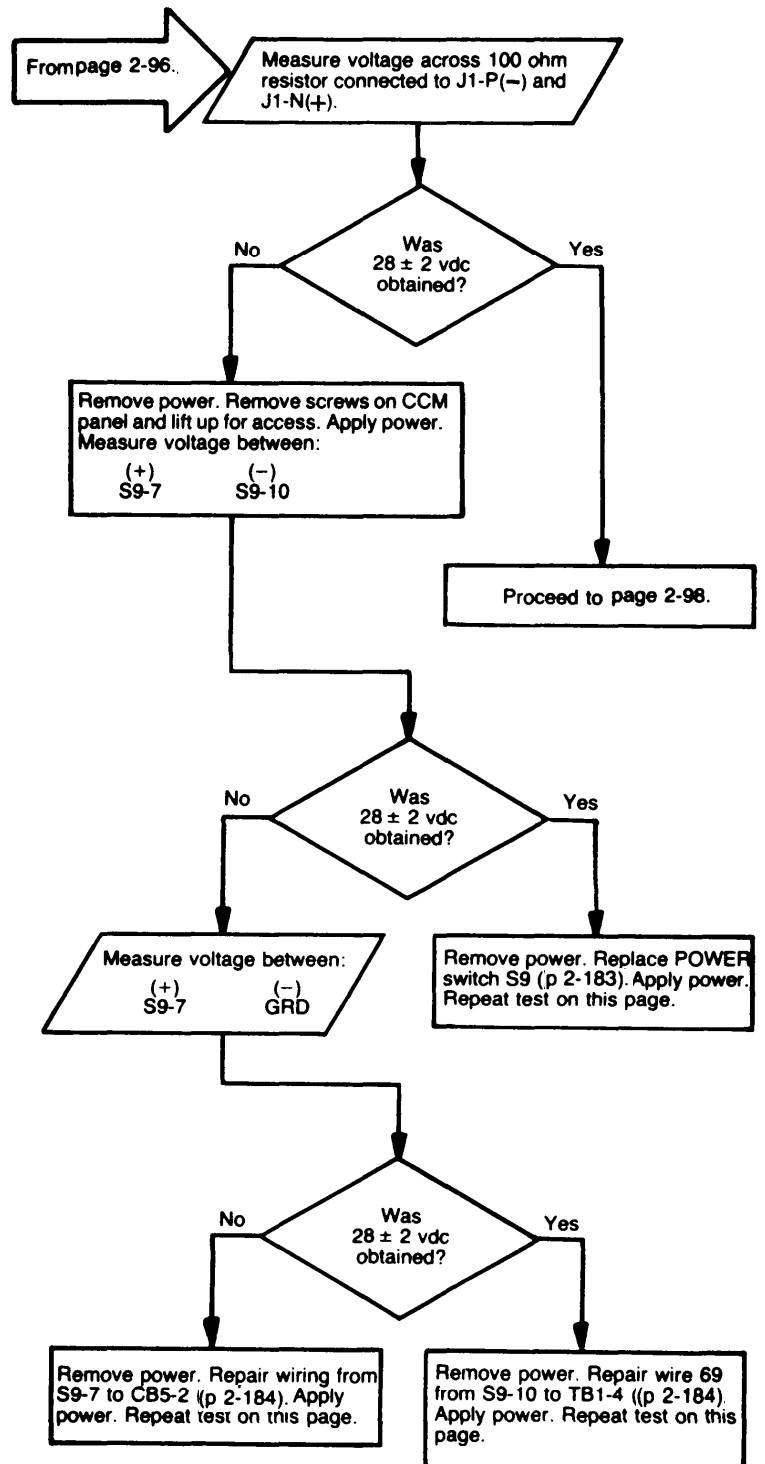 Frompage 2-96.
Measure voltage across 100 ohm
resistor connected to J1-P(−) and
J1-N(+).
No
Was
28 ± 2 vdc
obtained?
Yes
Remove power. Remove screws on CCM
panel and lift up for access. Apply power.
Measure voltage between:
(+) (−)
S9-7 S9-10
Proceed to page 2-98.
No
Was
28 ± 2 vdc
obtained?
Yes
Measure voltage between:
(+) (−)
S9-7 GRD
Remove power. Replace POWER
switch S9 (p 2-183). Apply power.
Repeat test on this page.
No
Was
28 ± 2 vdc
obtained?
Yes
Remove power. Repair wiring from
S9-7 to CB5-2 ((p 2-184). Apply
power. Repeat test on this page.
Remove power. Repair wire 69
from S9-10 to TB1-4 ((p 2-184).
Apply power. Repeat test on this
page.